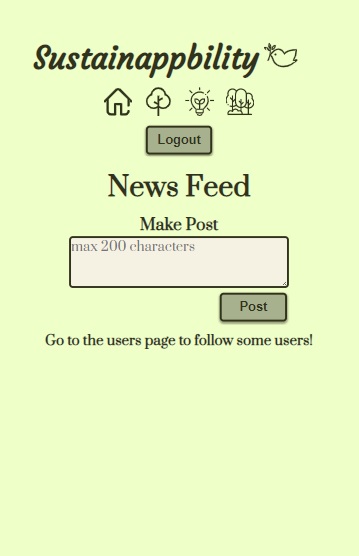 Sustainappbility
Logout
News Feed
Make Post
max 200 characters
Post
Go to the users page to follow some users!